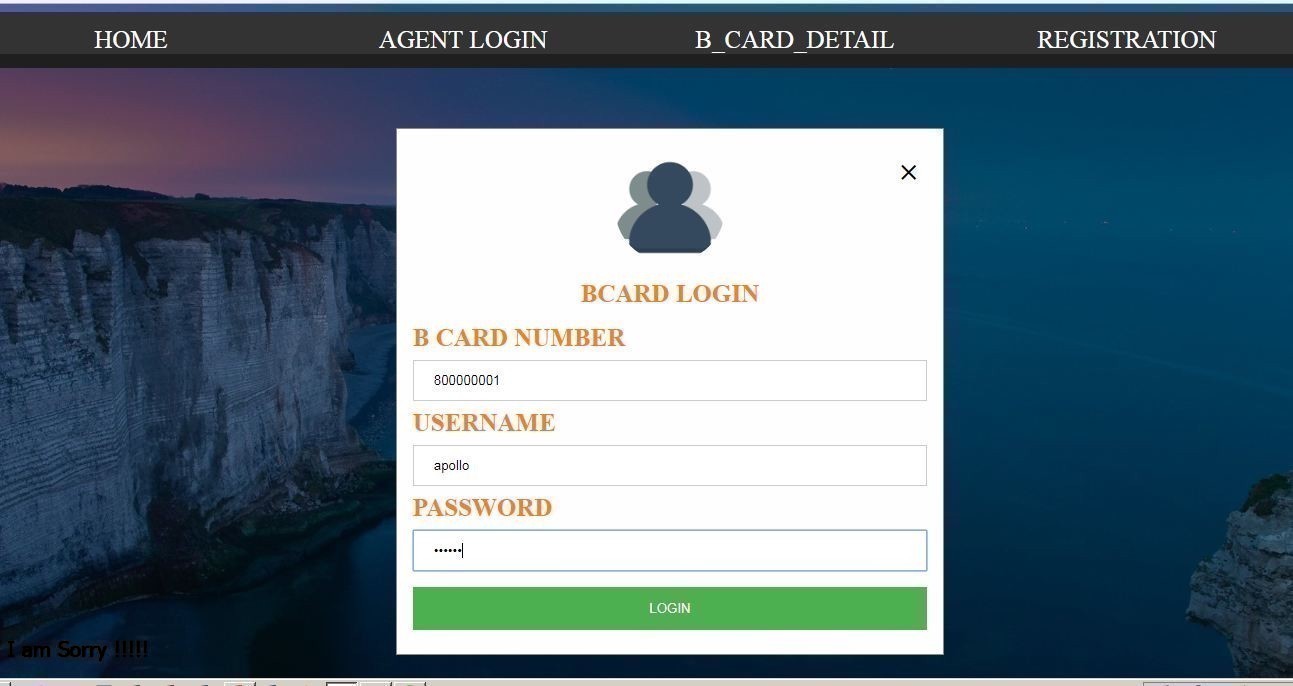 HOME AGENT LOGIN B_CARD_DETAIL REGISTRATION
BCARD LOGIN
B CARD NUMBER
800000001
USERNAME
apollo
PASSWORD
••••••
LOGIN
I am Sorry !!!!!